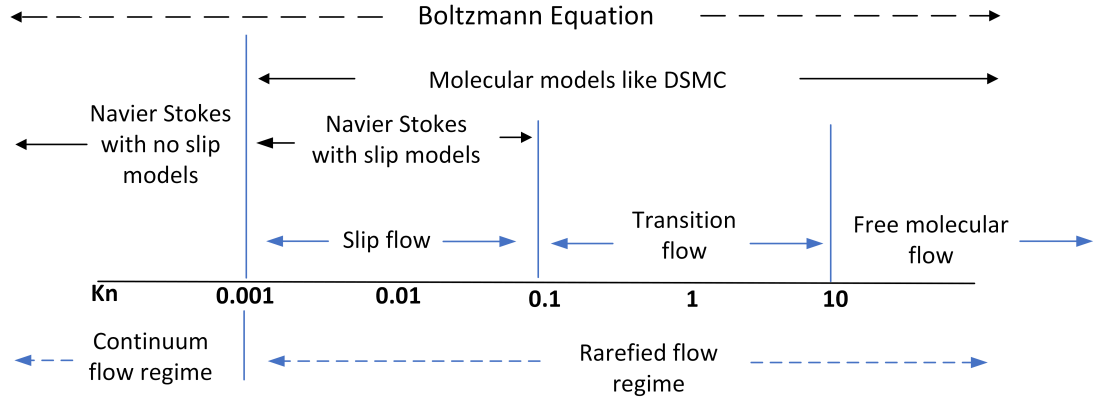 Boltzmann Equation
Molecular models like DSMC
Navier Stokes
with no slip
models
Navier Stokes
with slip models
Slip flow
Transition
flow
Free molecular
flow
Kn 0.001 0.01 0.1 1 10
Continuum
flow regime
Rarefied flow
regime